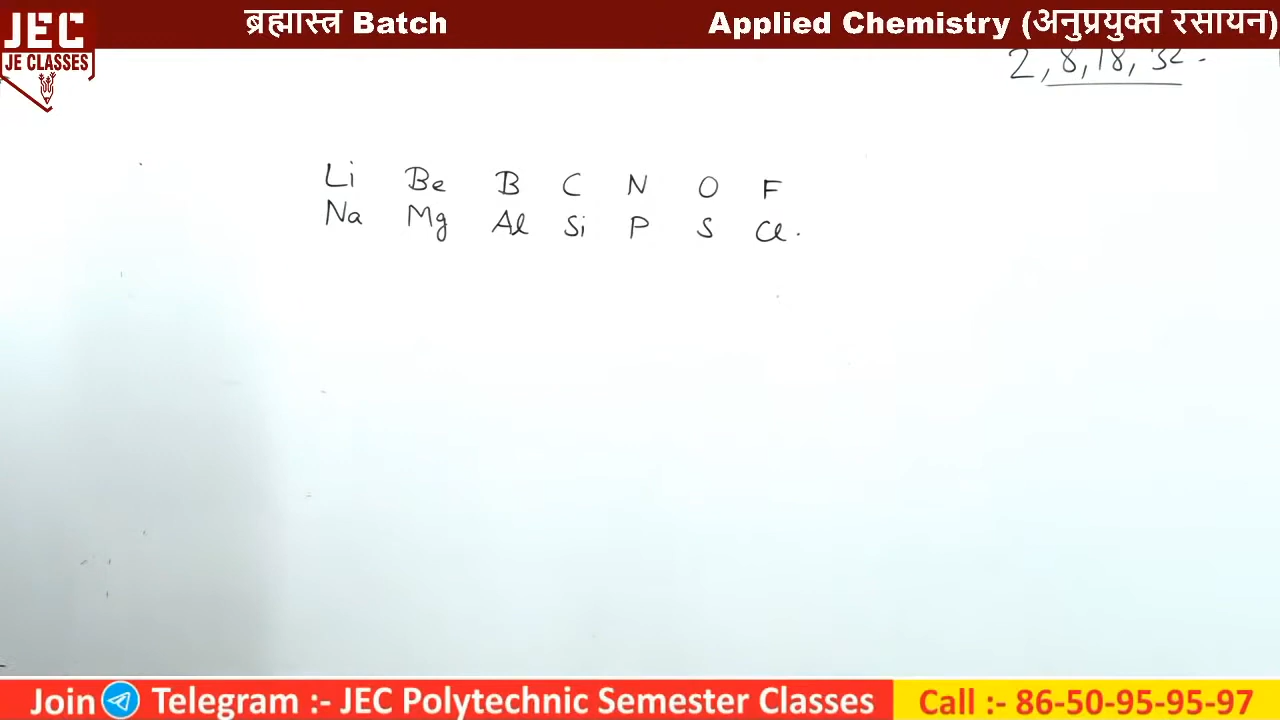 JEC
JE CLASSES
ब्रह्मास्त्र Batch
Applied Chemistry (अनुप्रयुक्त रसायन)
2, 8, 18, 32 -
Li Be B C N O F
Na Mg Al Si P S Cl.
Join Telegram :- JEC Polytechnic Semester Classes
Call :- 86-50-95-95-97